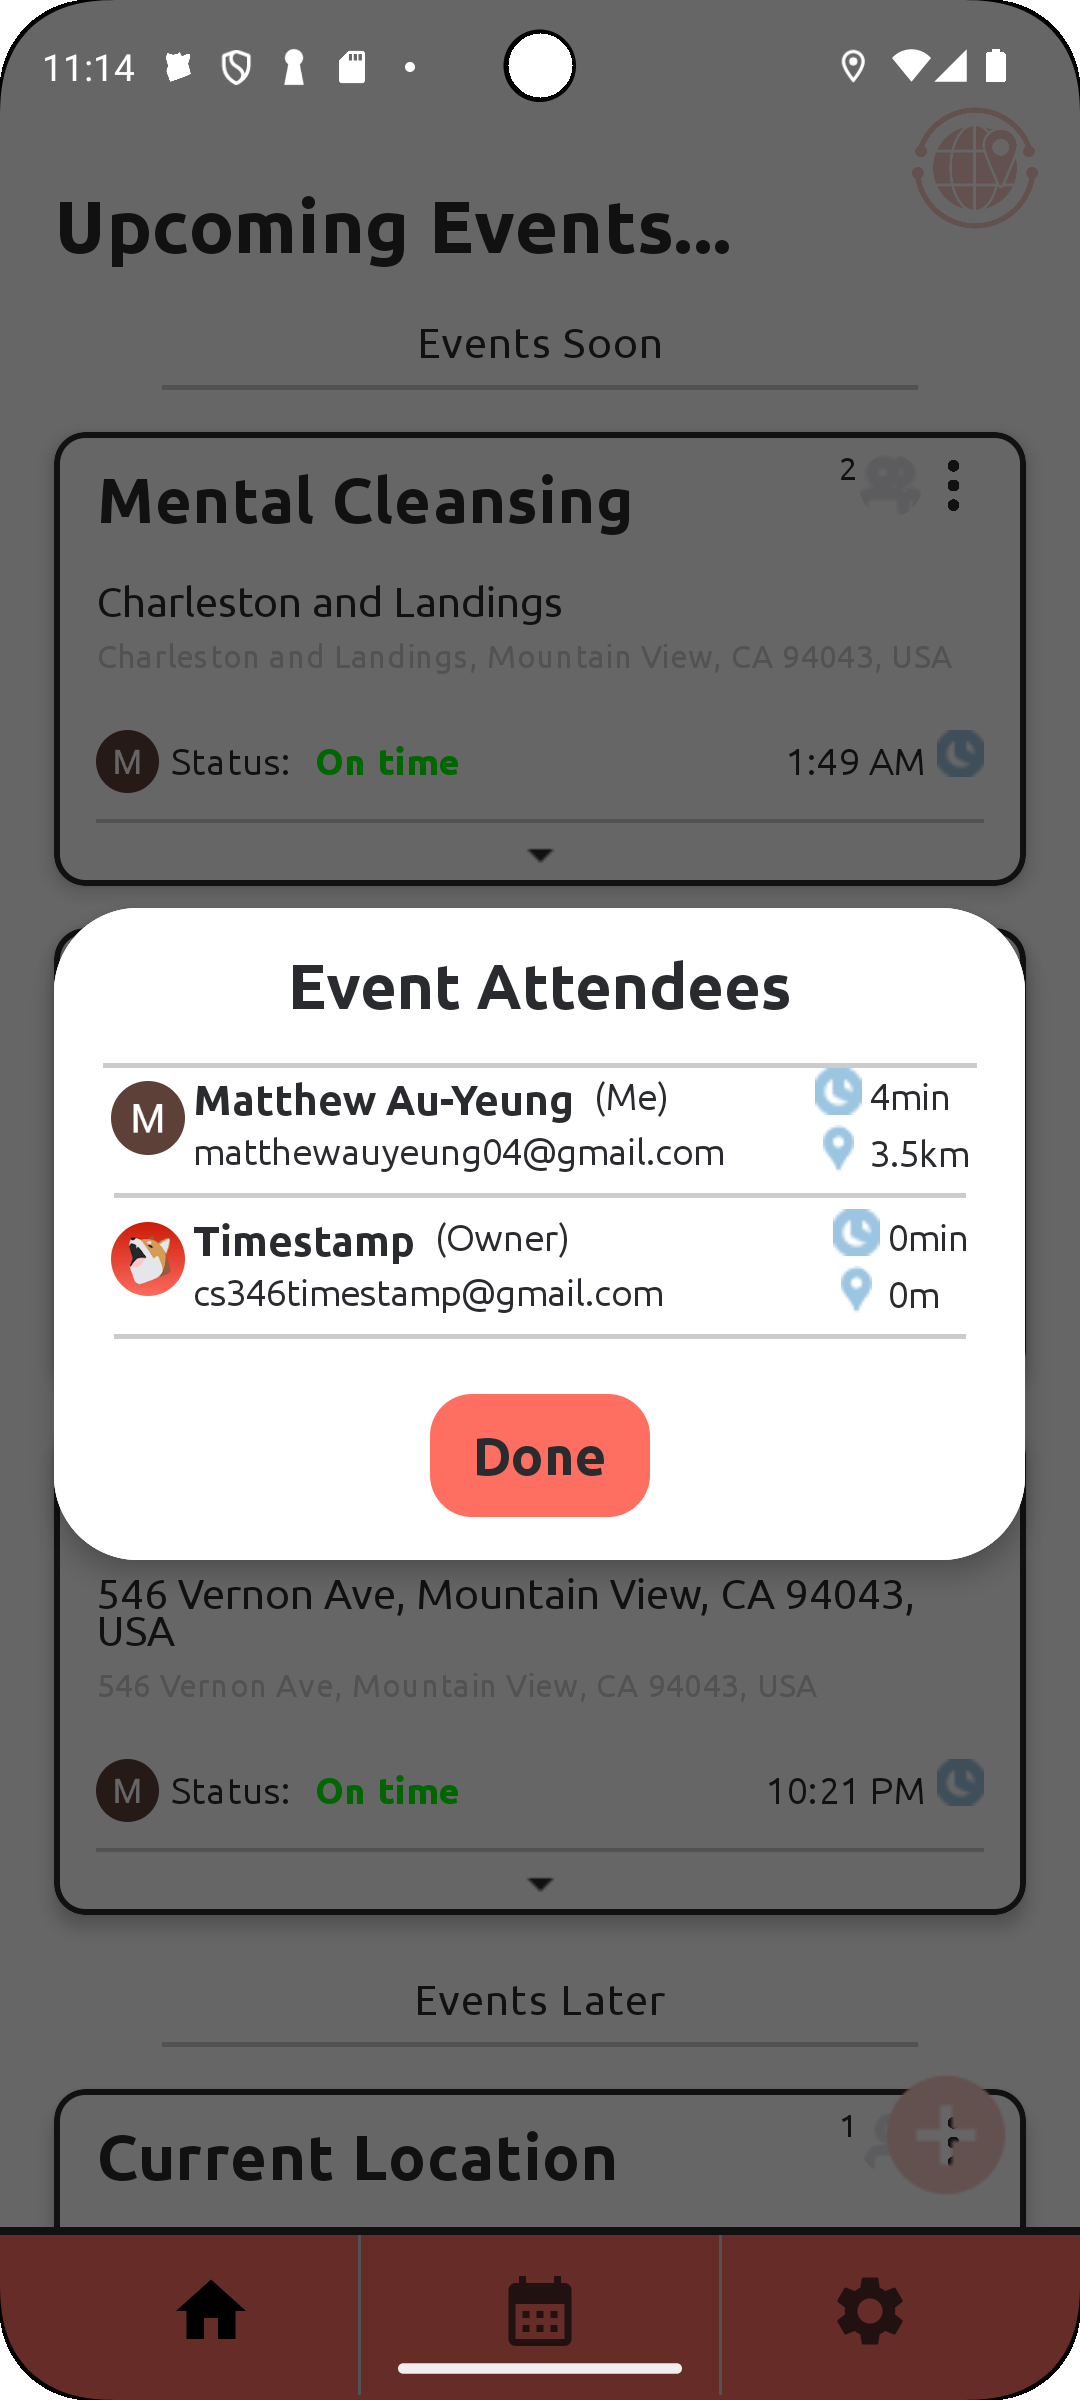 11:14
Upcoming Events...
Events Soon
Mental Cleansing
2
Charleston and Landings
Charleston and Landings, Mountain View, CA 94043, USA
M Status: On time 1:49 AM
Event Attendees
M Matthew Au-Yeung (Me) 4min
matthewauyeung04@gmail.com 3.5km
Timestamp (Owner) 0min
cs346timestamp@gmail.com 0m
Done
546 Vernon Ave, Mountain View, CA 94043,
USA
546 Vernon Ave, Mountain View, CA 94043, USA
M Status: On time 10:21 PM
Events Later
Current Location
1